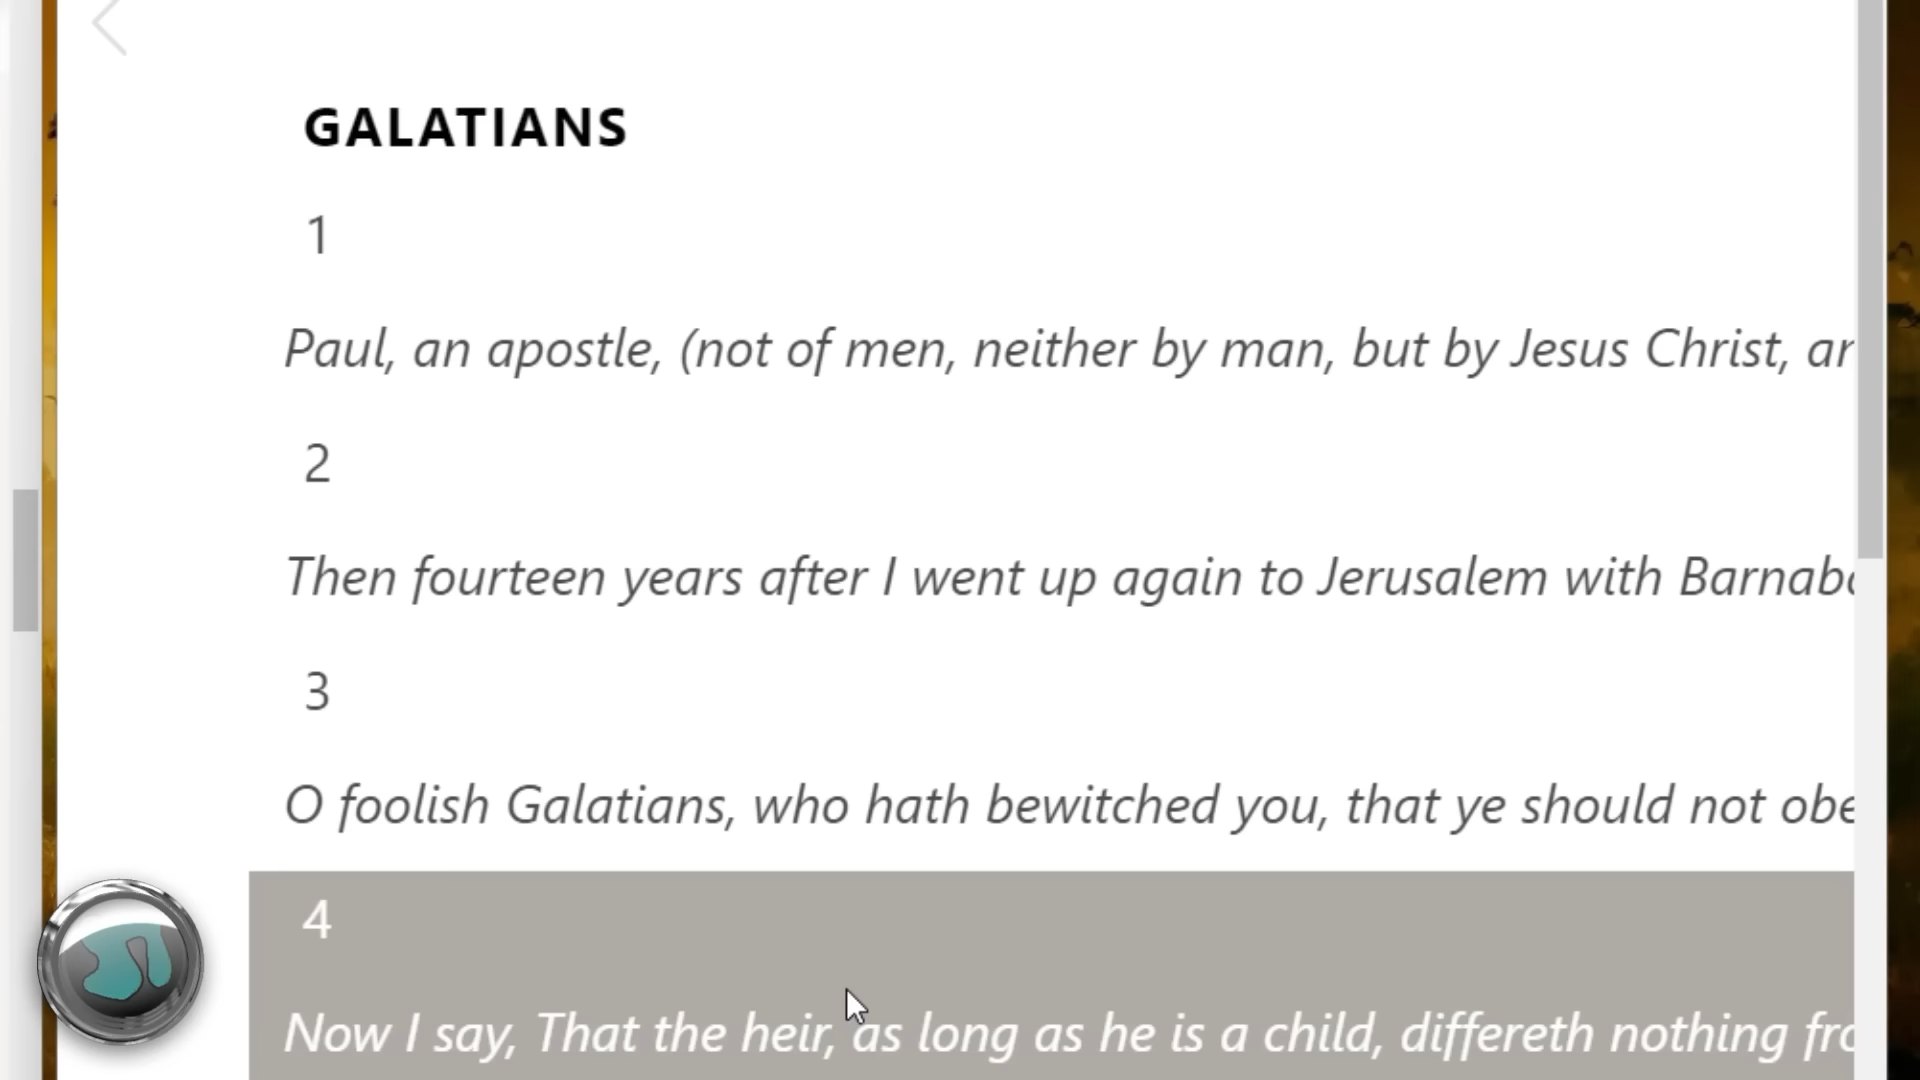 GALATIANS
1
Paul, an apostle, (not of men, neither by man, but by Jesus Christ,
2
Then fourteen years after I went up again to Jerusalem with
3
O foolish Galatians, who hath bewitched you, that ye should not
4
Now I say, That the heir, as long as he is a child, differeth nothing